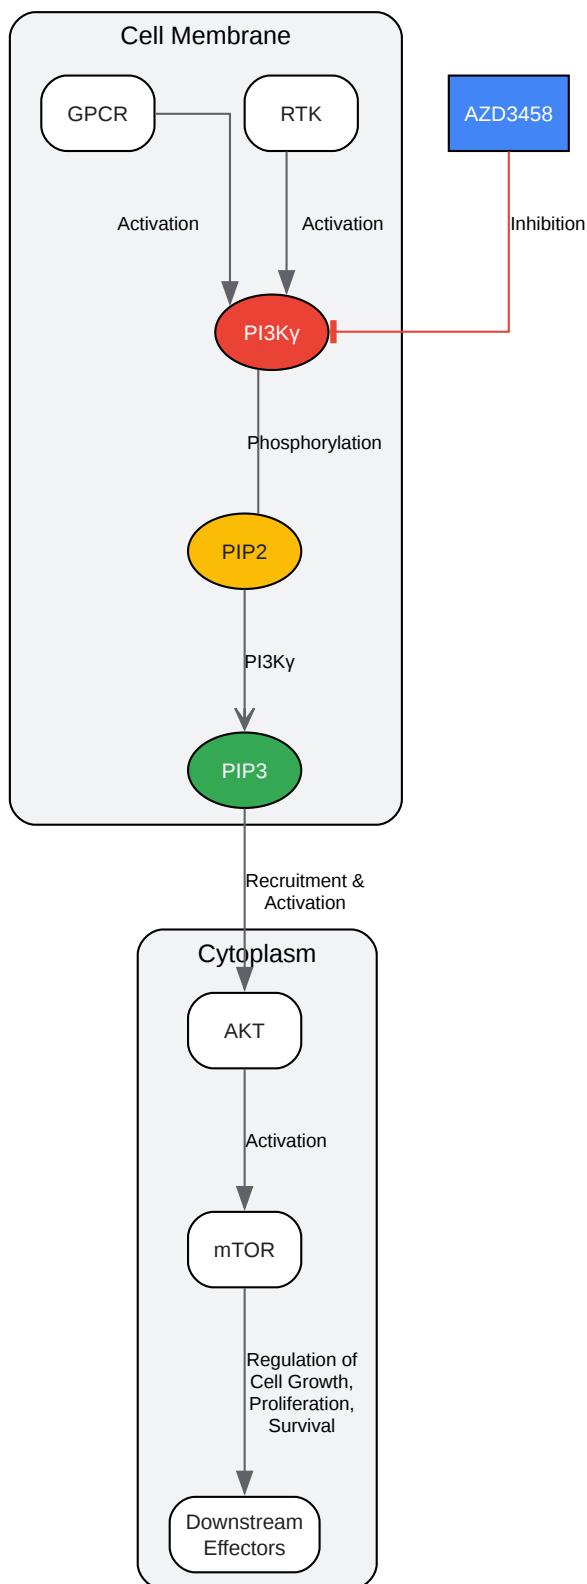 Cell Membrane
GPCR
RTK
AZD3458
Activation
Activation
Inhibition
PI3Kγ
Phosphorylation
PIP2
PI3Kγ
PIP3
Recruitment &
Activation
Cytoplasm
AKT
Activation
mTOR
Regulation of
Cell Growth,
Proliferation,
Survival
Downstream
Effectors